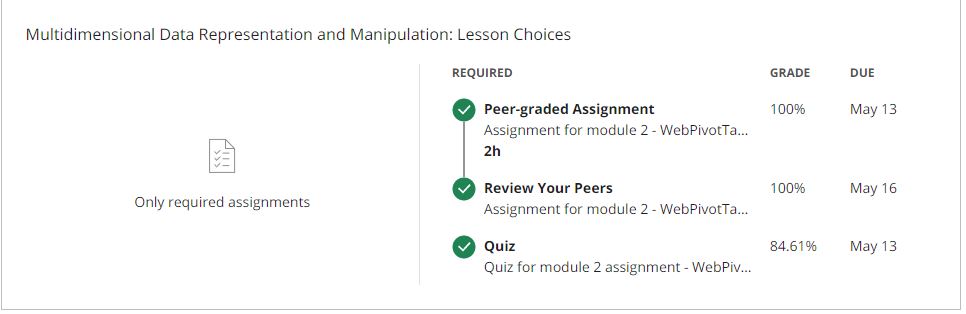 Multidimensional Data Representation and Manipulation: Lesson Choices
Only required assignments
REQUIRED GRADE DUE
Peer-graded Assignment 100% May 13
Assignment for module 2 - WebPivotTa...
2h
Review Your Peers 100% May 16
Assignment for module 2 - WebPivotTa...
Quiz 84.61% May 13
Quiz for module 2 assignment - WebPiv...